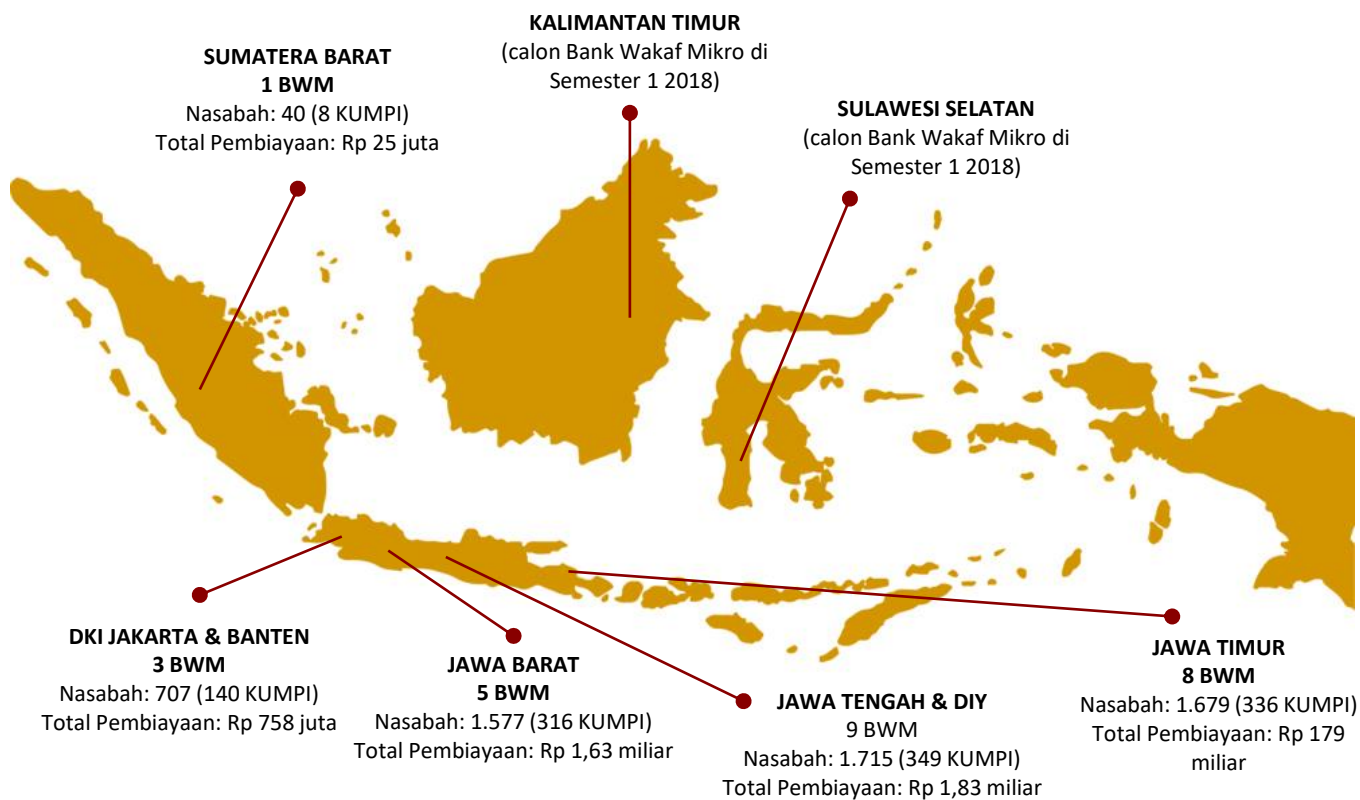 KALIMANTAN TIMUR
(calon Bank Wakaf Mikro di
Semester 1 2018)
SUMATERA BARAT
1 BWM
Nasabah: 40 (8 KUMPI)
Total Pembiayaan: Rp 25 juta
SULAWESI SELATAN
(calon Bank Wakaf Mikro di
Semester 1 2018)
DKI JAKARTA & BANTEN
3 BWM
Nasabah: 707 (140 KUMPI)
Total Pembiayaan: Rp 758 juta
JAWA BARAT
5 BWM
Nasabah: 1.577 (316 KUMPI)
Total Pembiayaan: Rp 1,63 miliar
JAWA TENGAH & DIY
9 BWM
Nasabah: 1.715 (349 KUMPI)
Total Pembiayaan: Rp 1,83 miliar
JAWA TIMUR
8 BWM
Nasabah: 1.679 (336 KUMPI)
Total Pembiayaan: Rp 179
miliar